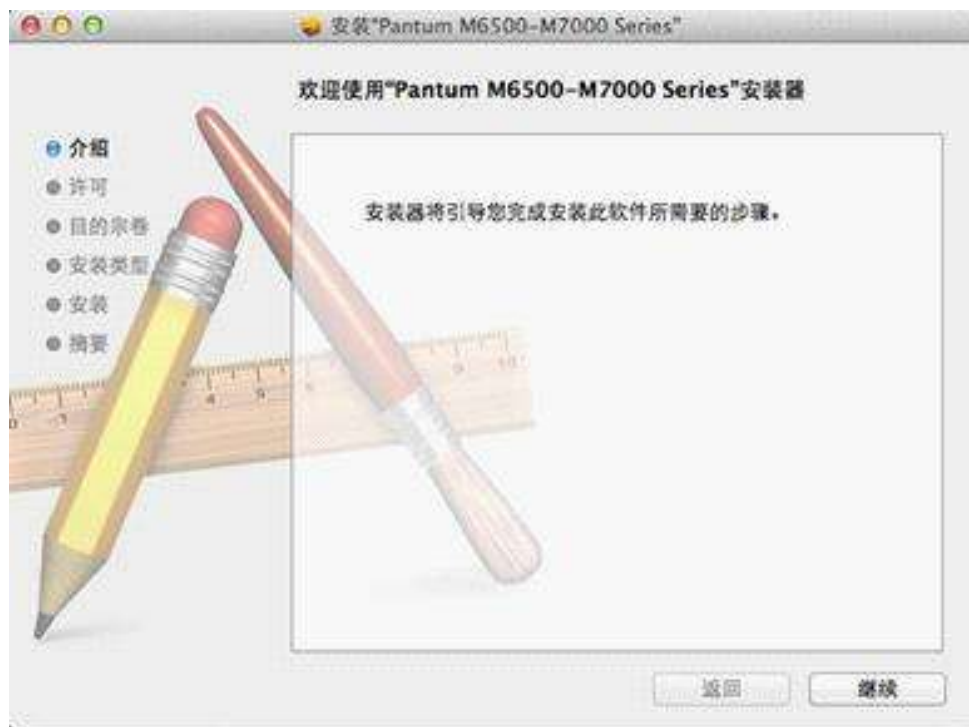 安装"Pantum M6500-M7000 Series"
欢迎使用"Pantum M6500-M7000 Series"安装器
介绍
许可
目的宗卷
安装类型
安装
摘要
安装器将引导您完成安装此软件所需要的步骤。
返回
继续